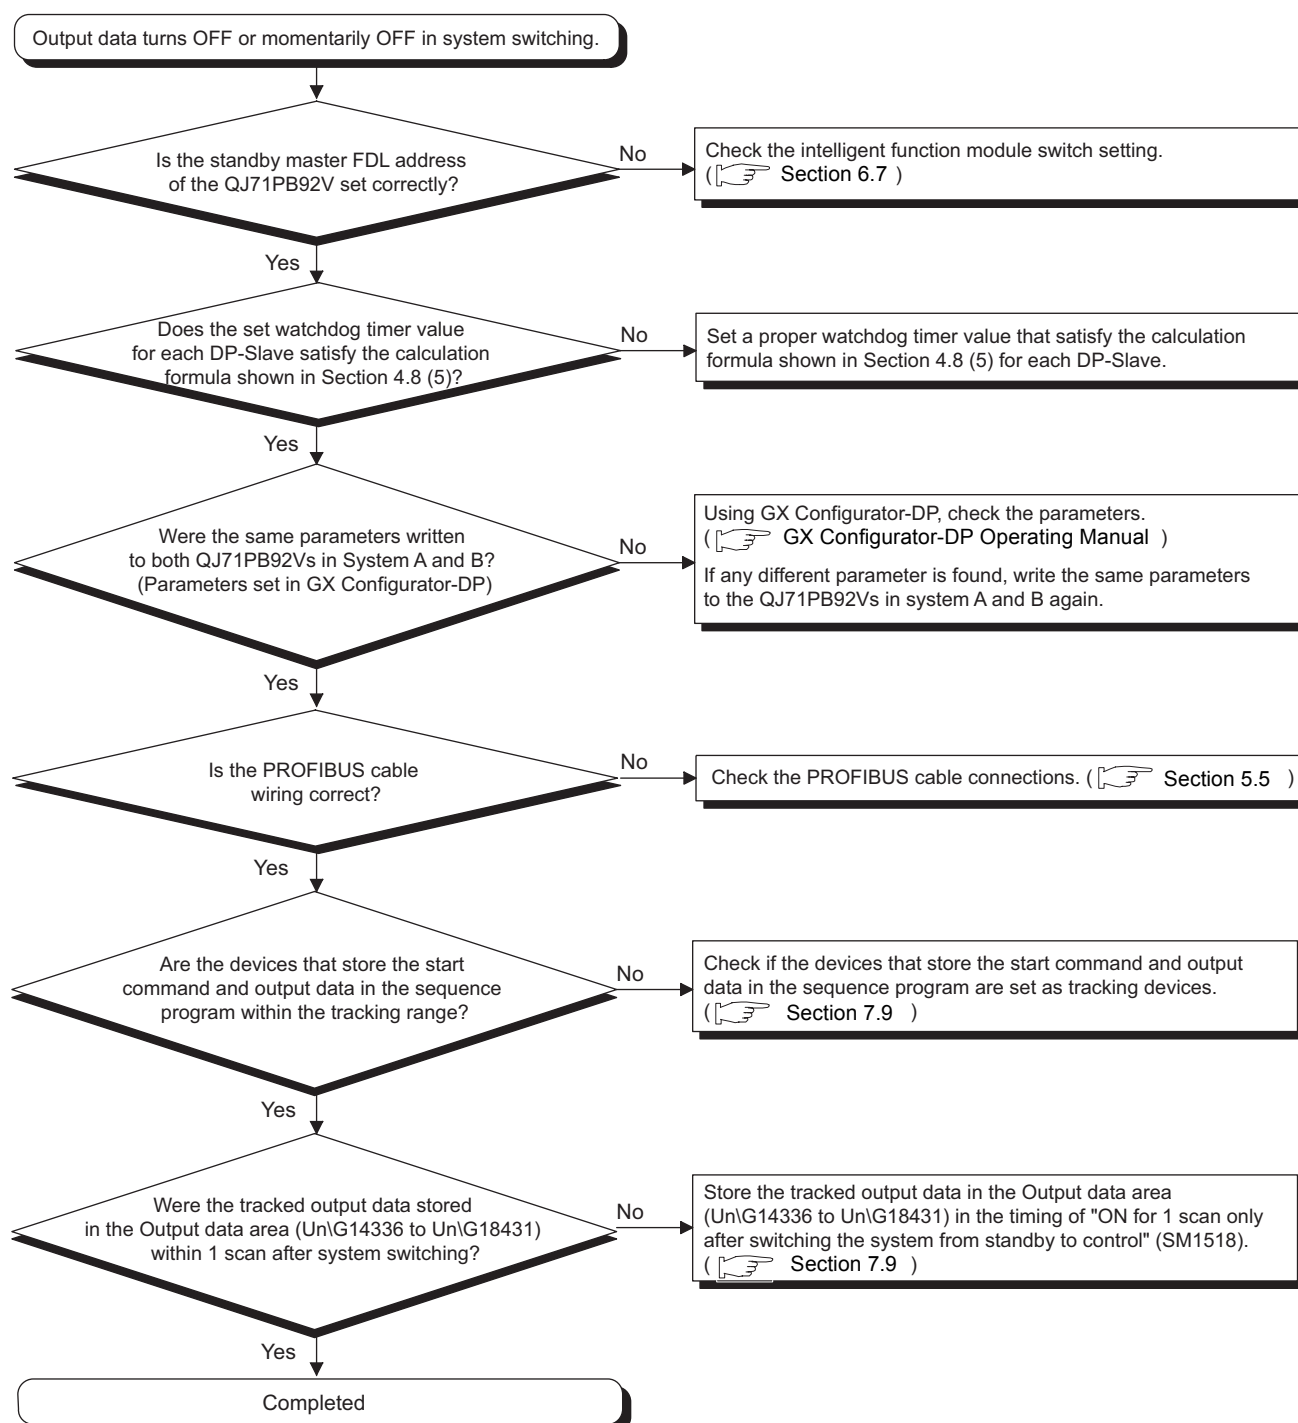 Output data turns OFF or momentarily OFF in system switching.
Is the standby master FDL address
of the QJ71PB92V set correctly?
No
Check the intelligent function module switch setting.
( Section 6.7 )
Yes
Does the set watchdog timer value
for each DP-Slave satisfy the calculation
formula shown in Section 4.8 (5)?
No
Set a proper watchdog timer value that satisfy the calculation
formula shown in Section 4.8 (5) for each DP-Slave.
Yes
Were the same parameters written
to both QJ71PB92Vs in System A and B?
(Parameters set in GX Configurator-DP)
No
Using GX Configurator-DP, check the parameters.
( GX Configurator-DP Operating Manual )
If any different parameter is found, write the same parameters
to the QJ71PB92Vs in system A and B again.
Yes
Is the PROFIBUS cable
wiring correct?
No
Check the PROFIBUS cable connections. ( Section 5.5 )
Yes
Are the devices that store the start
command and output data in the sequence
program within the tracking range?
No
Check if the devices that store the start command and output
data in the sequence program are set as tracking devices.
( Section 7.9 )
Yes
Were the tracked output data stored
in the Output data area (Un\G14336 to Un\G18431)
within 1 scan after system switching?
No
Store the tracked output data in the Output data area
(Un\G14336 to Un\G18431) in the timing of "ON for 1 scan only
after switching the system from standby to control" (SM1518).
( Section 7.9 )
Yes
Completed